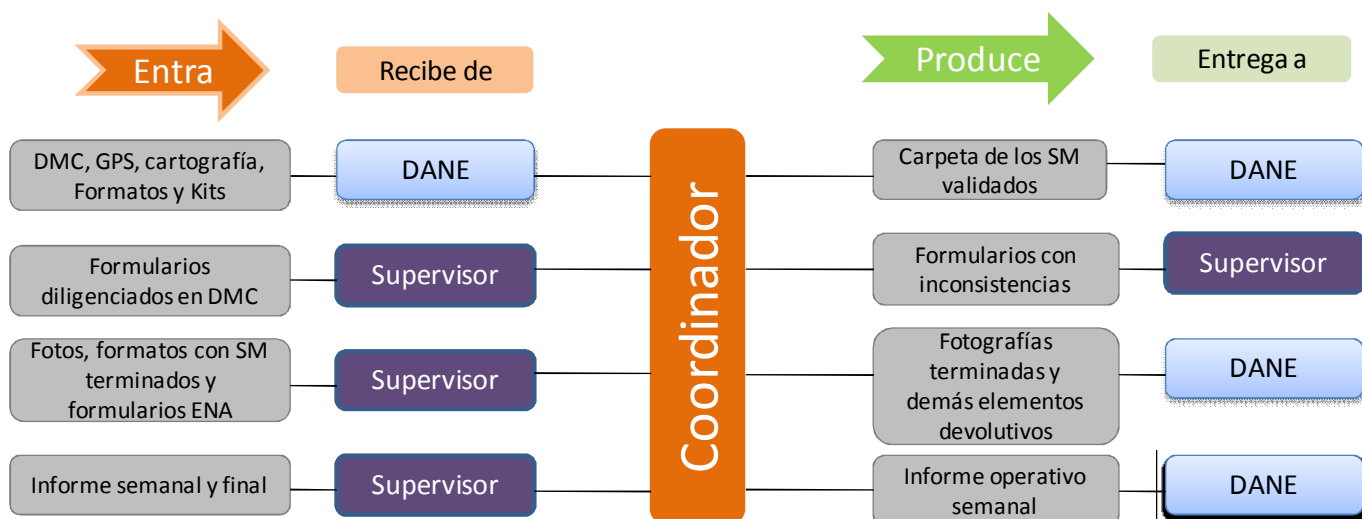 Entra
Recibe de
Produce
Entrega a
DMC, GPS, cartografía,
Formatos y Kits
DANE
Coordinador
Carpeta de los SM
validados
DANE
Formularios
diligenciados en DMC
Supervisor
Formularios con
inconsistencias
Supervisor
Fotos, formatos con SM
terminados y
formularios ENA
Supervisor
Fotografías
terminadas y
demás elementos
devolutivos
DANE
Informe semanal y final
Supervisor
Informe operativo
semanal
DANE